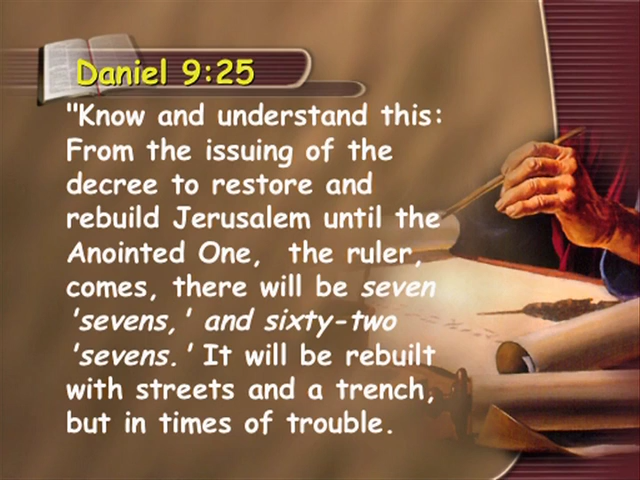 Daniel 9:25
"Know and understand this:
From the issuing of the
decree to restore and
rebuild Jerusalem until the
Anointed One,  the ruler,
comes, there will be seven
'sevens,' and sixty-two
'sevens.' It will be rebuilt
with streets and a trench,
but in times of trouble.